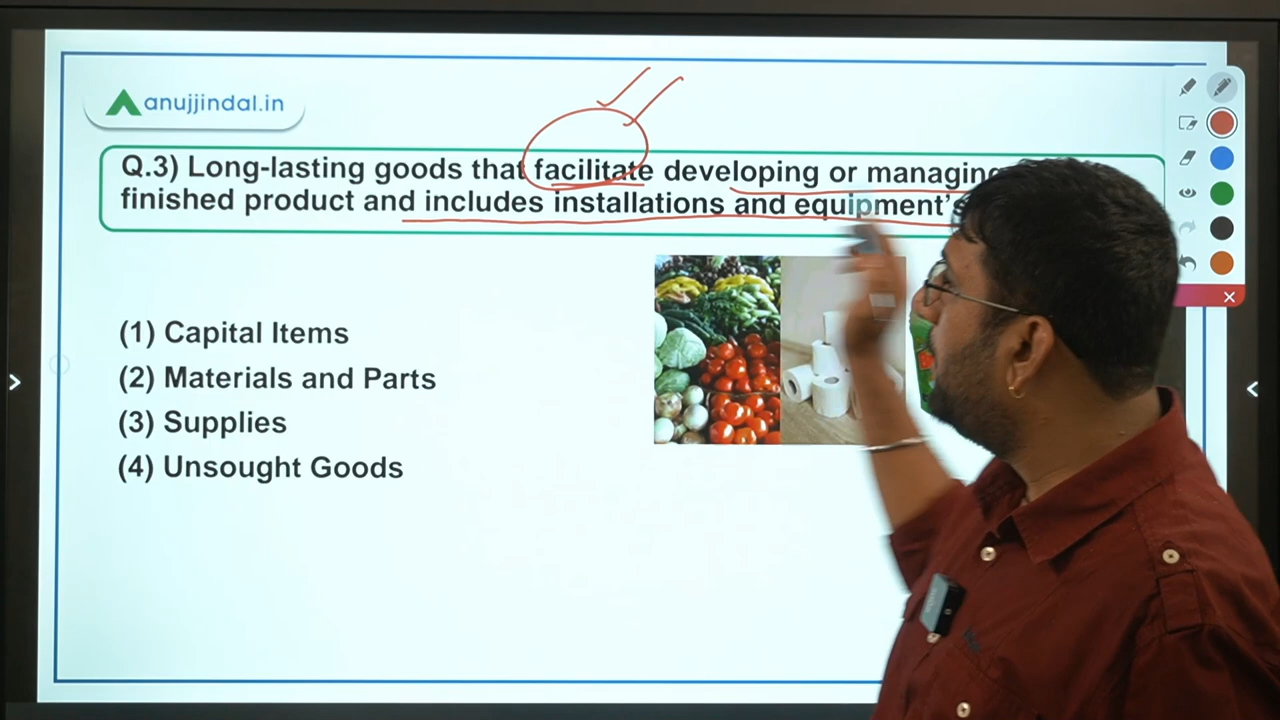 anujjindal.in
Q.3) Long-lasting goods that facilitate developing or managing
finished product and includes installations and equipment's
(1) Capital Items
(2) Materials and Parts
(3) Supplies
(4) Unsought Goods